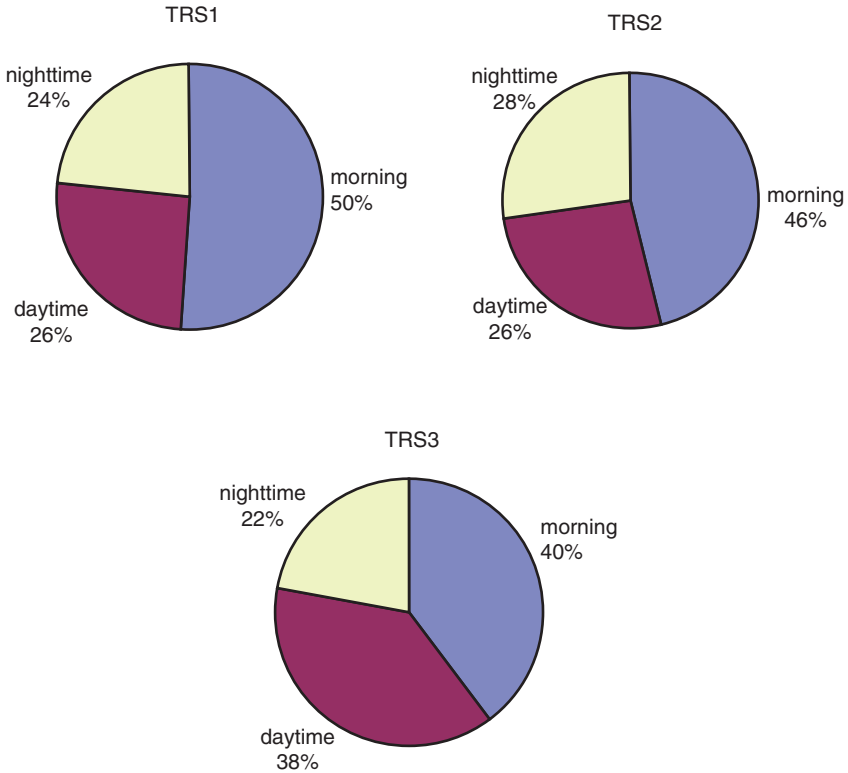 TRS1
nighttime
24%
morning
50%
daytime
26%
TRS2
nighttime
28%
morning
46%
daytime
26%
TRS3
nighttime
22%
morning
40%
daytime
38%